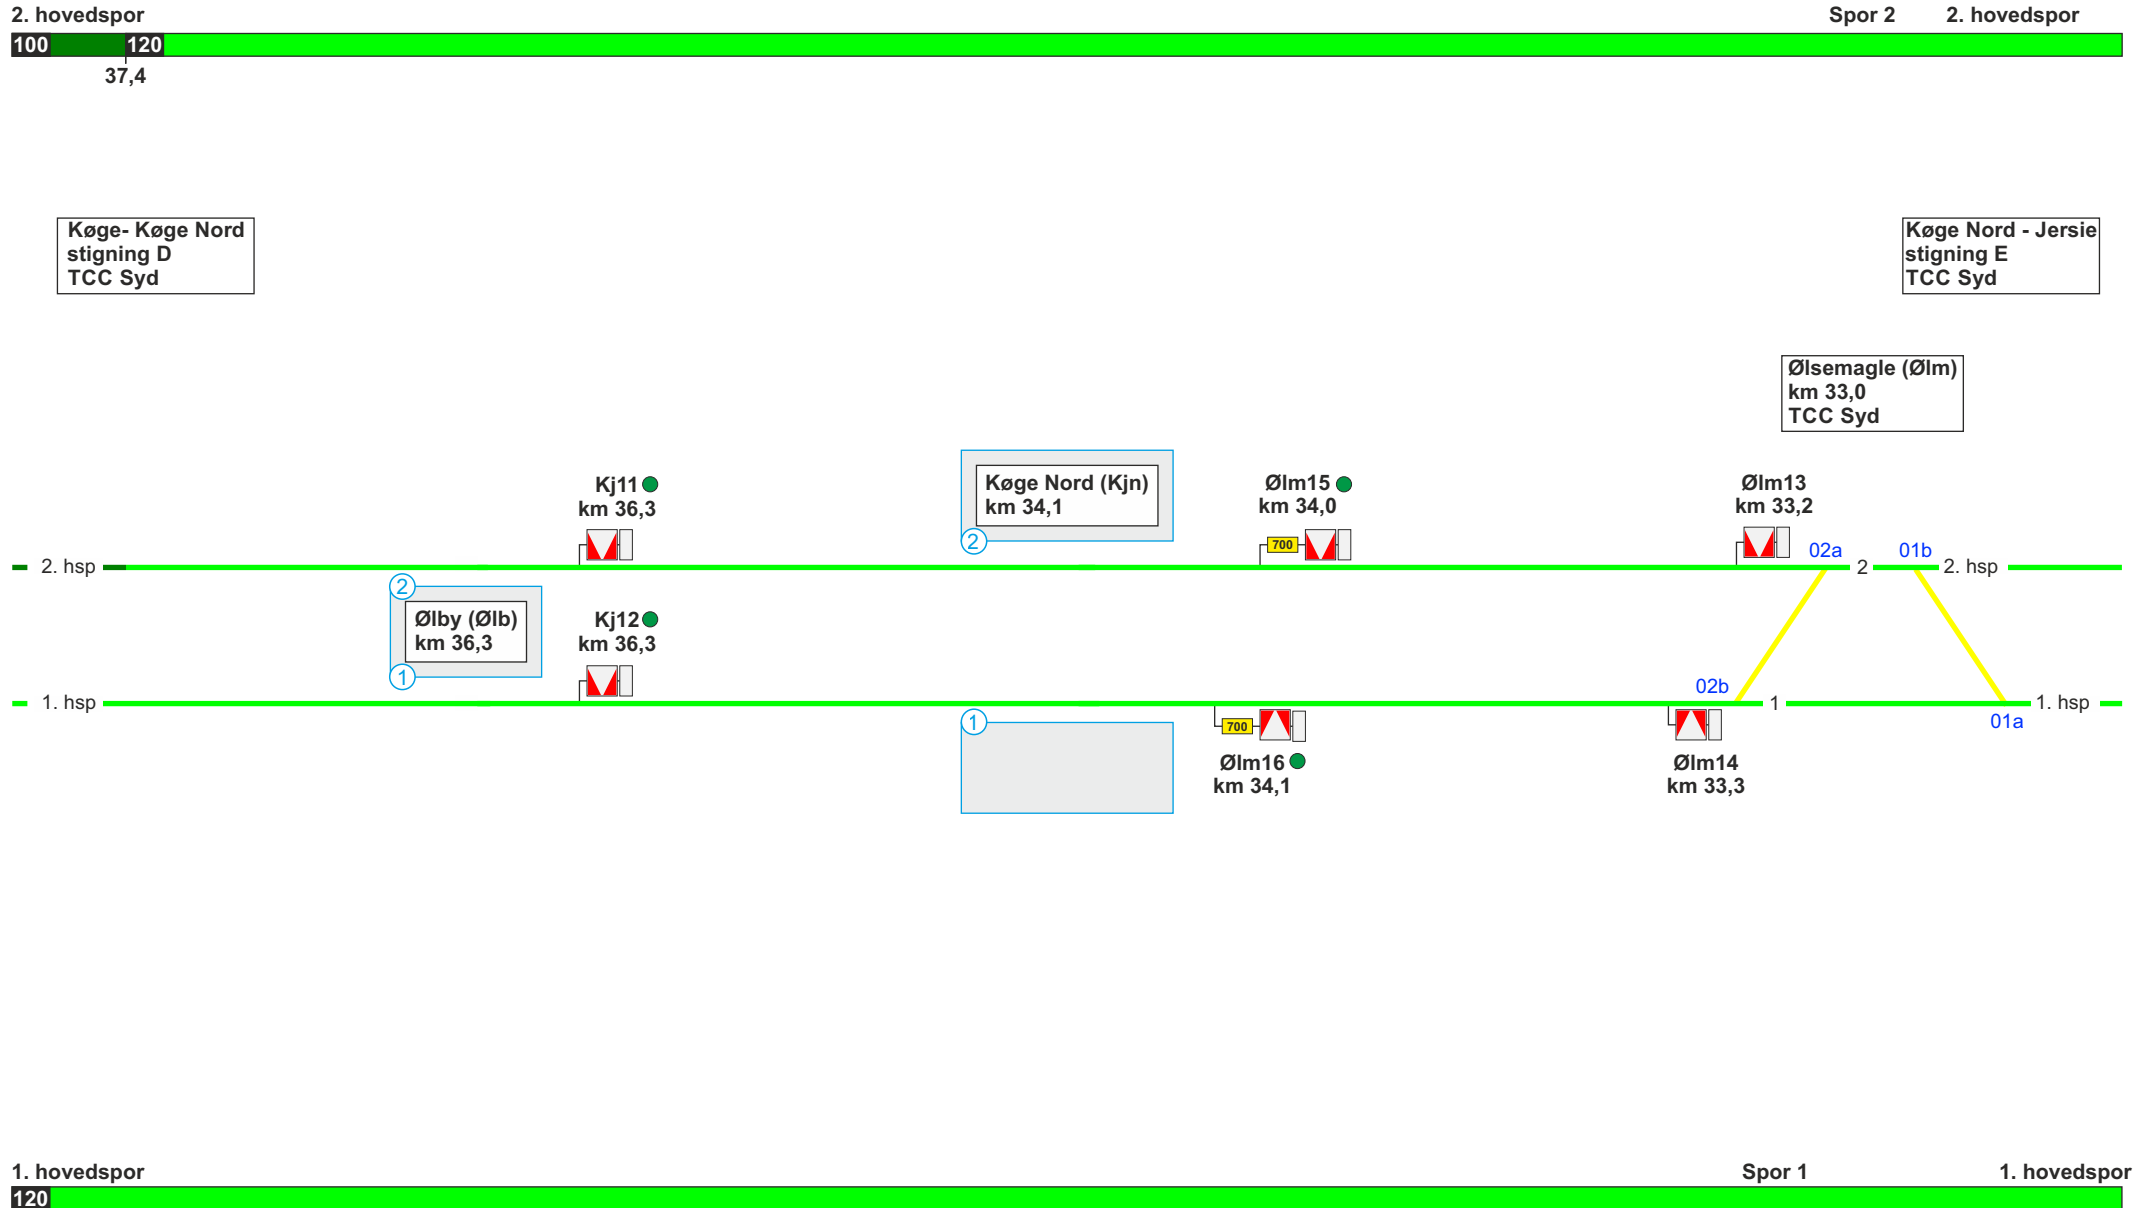 2. hovedspor
Spor 2
2. hovedspor
100
120
37,4
Køge- Køge Nord
stigning D
TCC Syd
Køge Nord - Jersie
stigning E
TCC Syd
Ølsemagle (Ølm)
km 33,0
TCC Syd
Kj11
km 36,3
Køge Nord (Kjn)
km 34,1
2
Ølm15
km 34,0
700
Ølm13
km 33,2
02a
01b
2. hsp
2
2. hsp
2
Ølby (Ølb)
km 36,3
1
Kj12
km 36,3
02b
1. hsp
1
1. hsp
01a
1
700
Ølm16
km 34,1
Ølm14
km 33,3
1. hovedspor
Spor 1
1. hovedspor
120